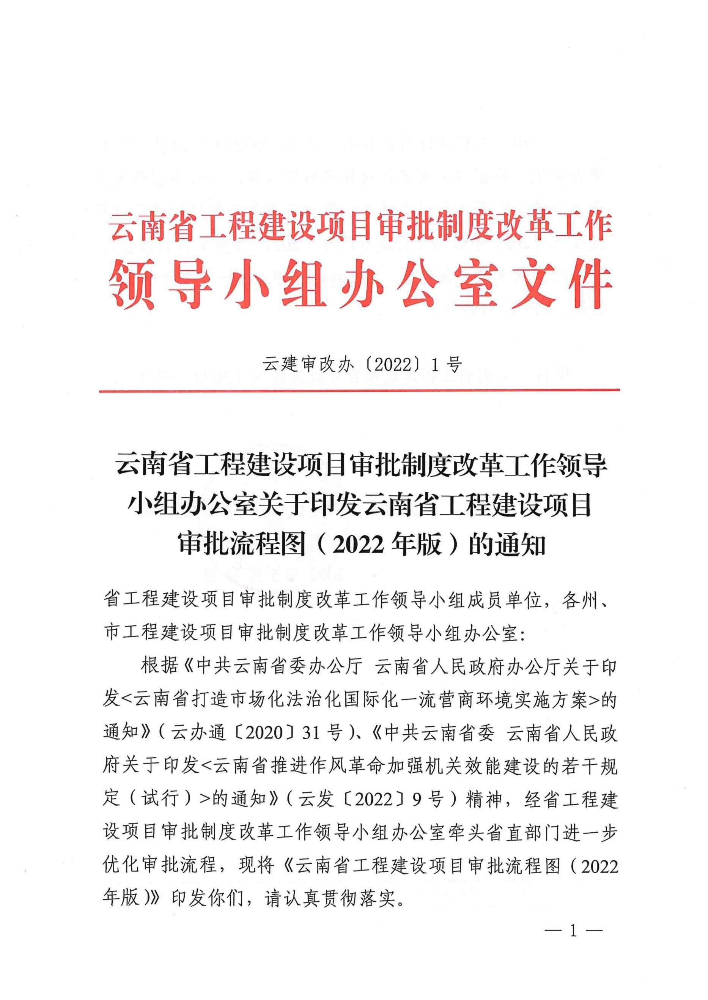 云南省工程建设项目审批制度改革工作
领导小组办公室文件
云建审改办〔2022〕1号
云南省工程建设项目审批制度改革工作领导
小组办公室关于印发云南省工程建设项目
审批流程图（2022年版）的通知
省工程建设项目审批制度改革工作领导小组成员单位，各州、
市工程建设项目审批制度改革工作领导小组办公室：
根据《中共云南省委办公厅 云南省人民政府办公厅关于印
发<云南省打造市场化法治化国际化一流营商环境实施方案>的
通知》（云办通〔2020〕31号）、《中共云南省委 云南省人民政
府关于印发<云南省推进作风革命加强机关效能建设的若干规
定（试行）>的通知》（云发〔2022〕9号）精神，经省工程建
设项目审批制度改革工作领导小组办公室牵头省直部门进一步
优化审批流程，现将《云南省工程建设项目审批流程图（2022
年版）》印发你们，请认真贯彻落实。
— 1 —